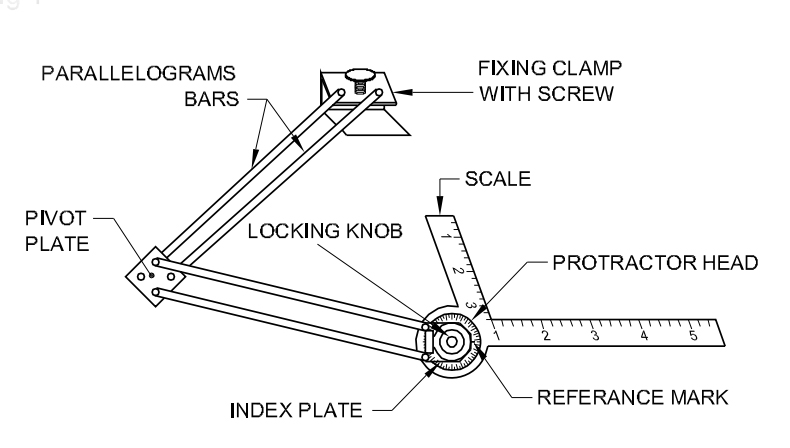 PARALLELOGRAMS
BARS
FIXING CLAMP
WITH SCREW
SCALE
PIVOT
PLATE
LOCKING KNOB
PROTRACTOR HEAD
1
2
3
1 2 3 4 5
REFERANCE MARK
INDEX PLATE